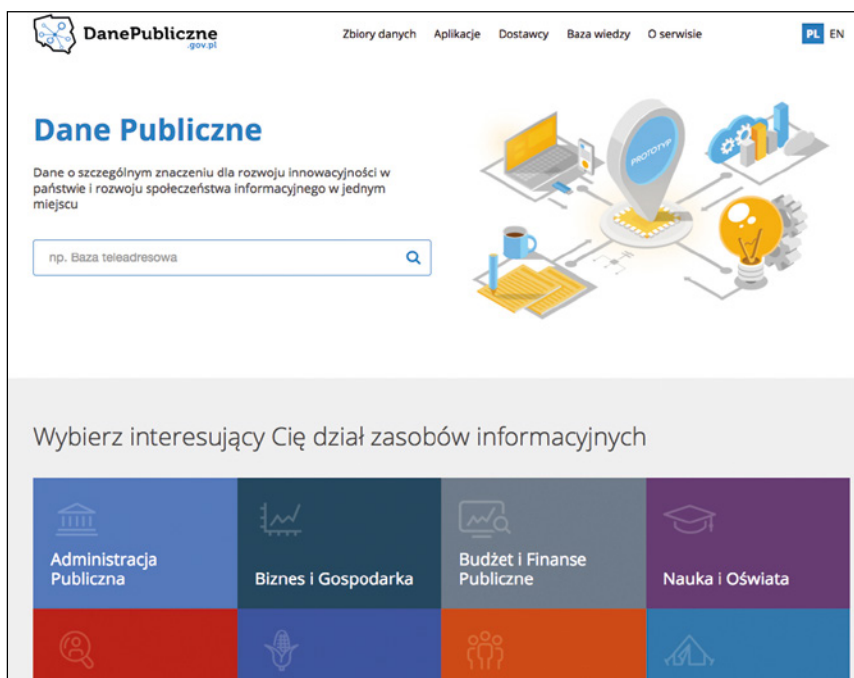 DanePubliczne
.gov.pl
Zbiory danych Aplikacje Dostawcy Baza wiedzy O serwisie PL EN
Dane Publiczne
Dane o szczególnym znaczeniu dla rozwoju innowacyjności w
państwie i rozwoju społeczeństwa informacyjnego w jednym
miejscu
np. Baza teleadresowa
PROTOTYP
Wybierz interesujący Cię dział zasobów informacyjnych
Administracja
Publiczna
Biznes i Gospodarka
Budżet i Finanse
Publiczne
Nauka i Oświata